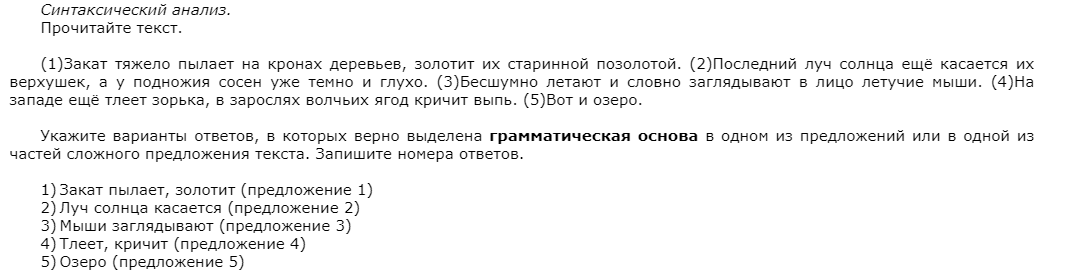 Синтаксический анализ.
Прочитайте текст.
(1)Закат тяжело пылает на кронах деревьев, золотит их старинной позолотой. (2)Последний луч солнца ещё касается их
верхушек, а у подножия сосен уже темно и глухо. (3)Бесшумно летают и словно заглядывают в лицо летучие мыши. (4)На
западе ещё тлеет зорька, в зарослях волчьих ягод кричит выпь. (5)Вот и озеро.
Укажите варианты ответов, в которых верно выделена грамматическая основа в одном из предложений или в одной из
частей сложного предложения текста. Запишите номера ответов.
1) Закат пылает, золотит (предложение 1)
2) Луч солнца касается (предложение 2)
3) Мыши заглядывают (предложение 3)
4) Тлеет, кричит (предложение 4)
5) Озеро (предложение 5)